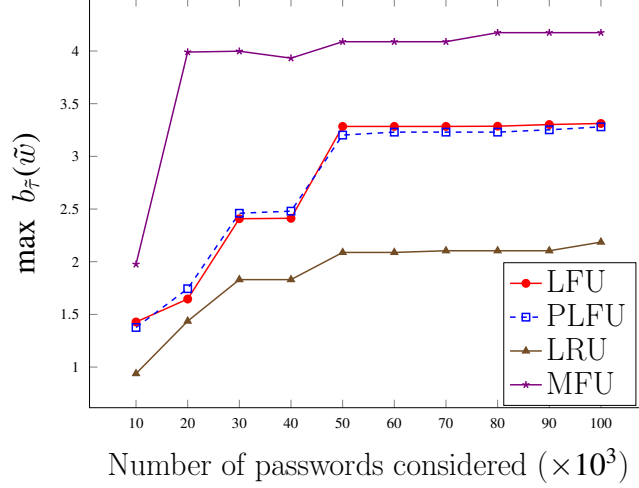 4
3.5
3
2.5
2
1.5
1
max b_τ̃(w̃)
10 20 30 40 50 60 70 80 90 100
Number of passwords considered (×10³)
LFU
PLFU
LRU
MFU